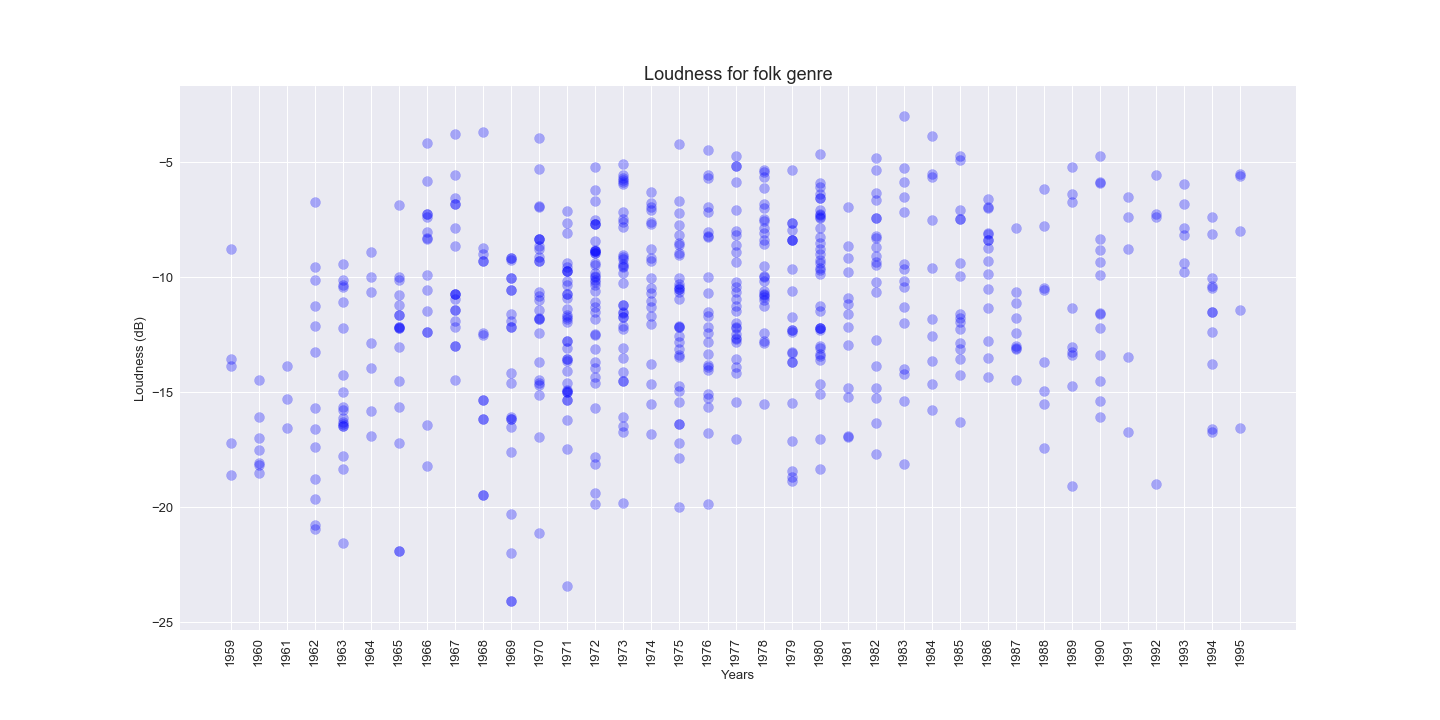 Loudness for folk genre
Loudness (dB)
−5
−10
−15
−20
−25
1959 1960 1961 1962 1963 1964 1965 1966 1967 1968 1969 1970 1971 1972 1973 1974 1975 1976 1977 1978 1979 1980 1981 1982 1983 1984 1985 1986 1987 1988 1989 1990 1991 1992 1993 1994 1995
Years